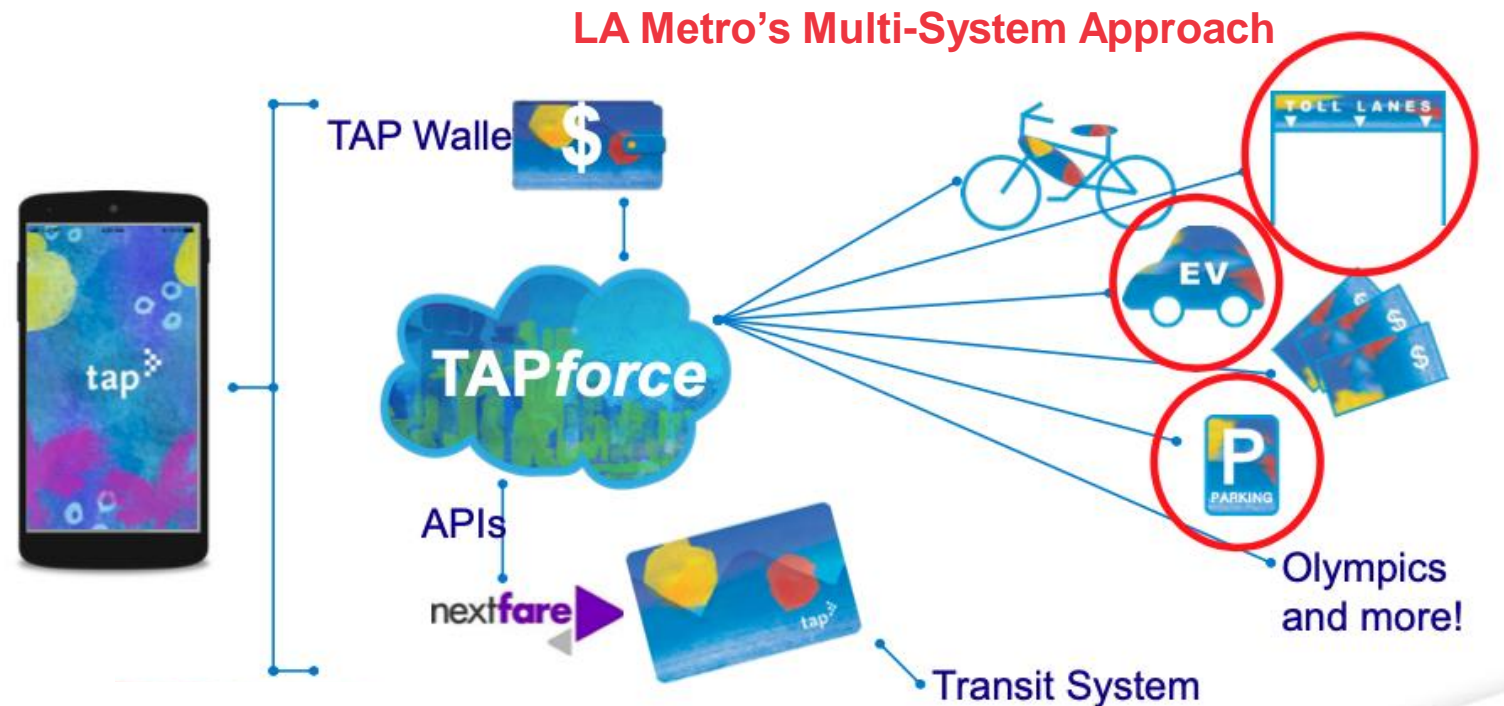 LA Metro's Multi-System Approach
TAP Walle
$
TOLL LANES
EV
tap
TAPforce
$
$
$
P
PARKING
APIs
nextfare
tap
Olympics
and more!
Transit System